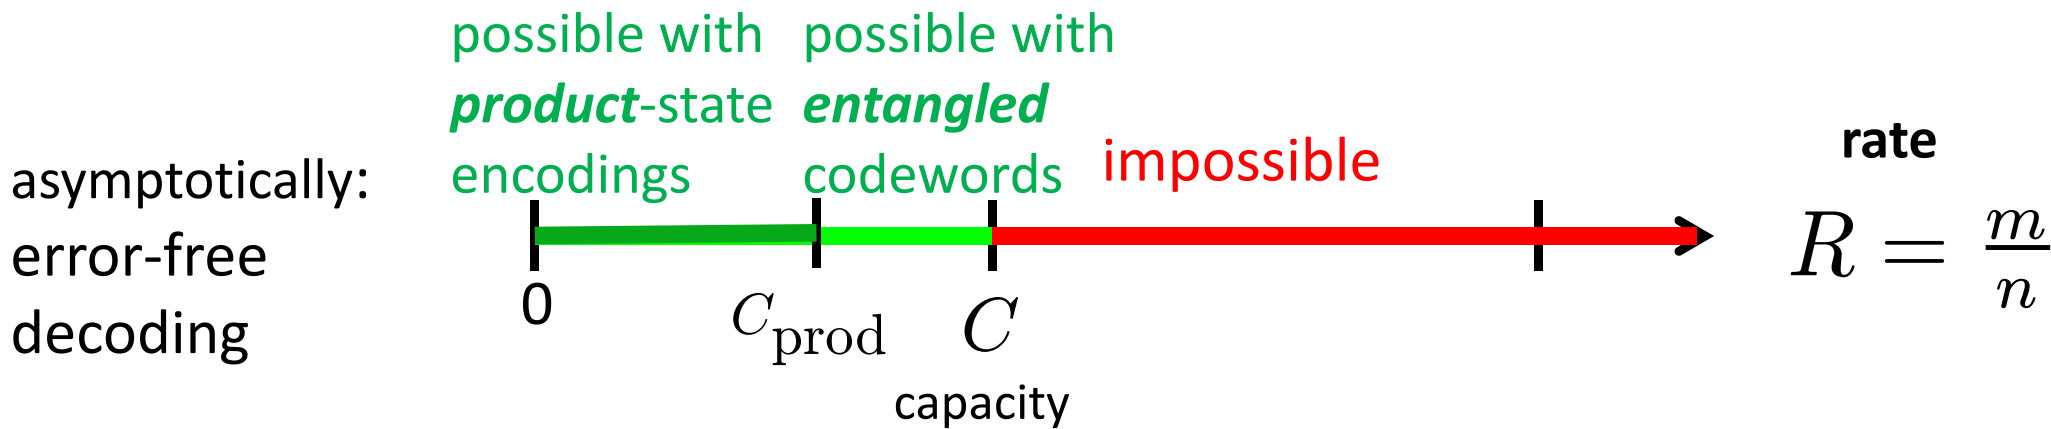 possible with
product-state
encodings
possible with
entangled
codewords
impossible
rate
asymptotically:
error-free
decoding
R = m/n
0
C_prod
C
capacity